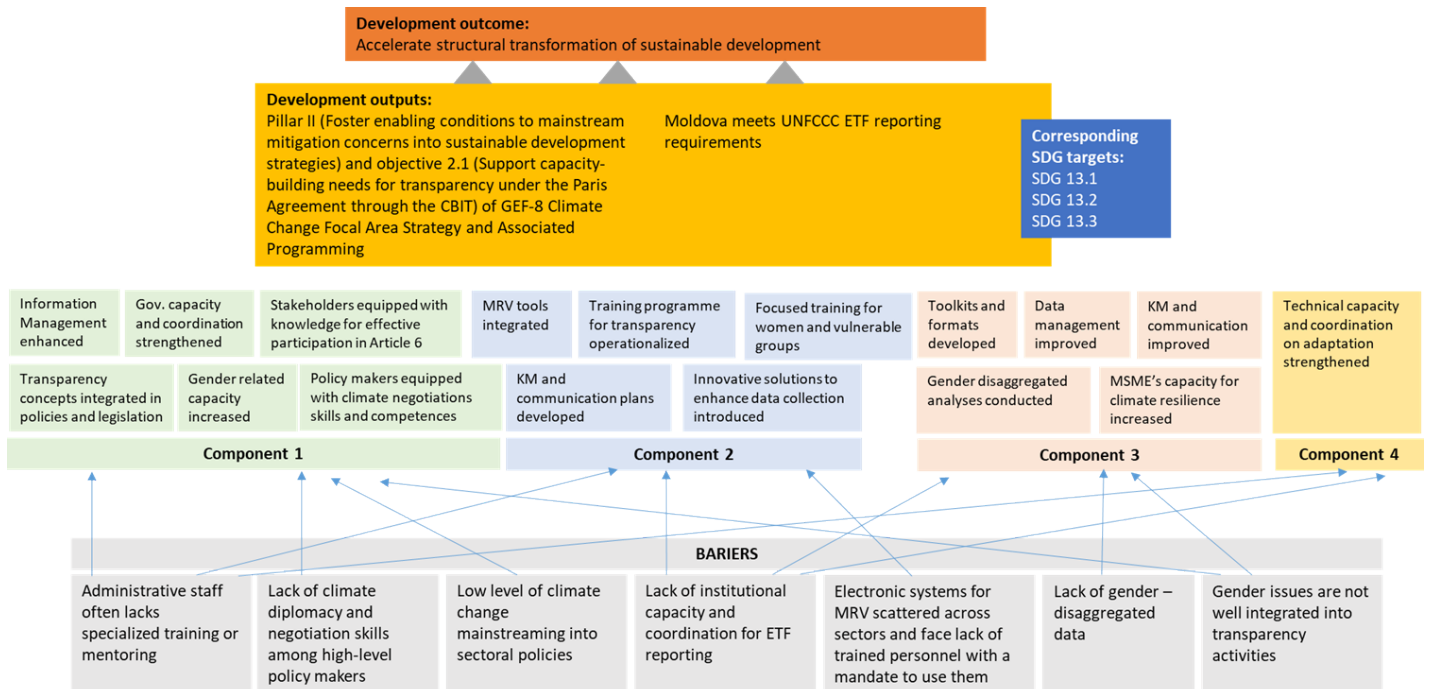 Development outcome:
Accelerate structural transformation of sustainable development
Development outputs:
Pillar II (Foster enabling conditions to mainstream
mitigation concerns into sustainable development
strategies) and objective 2.1 (Support capacity-
building needs for transparency under the Paris
Agreement through the CBIT) of GEF-8 Climate
Change Focal Area Strategy and Associated
Programming
Moldova meets UNFCCC ETF reporting
requirements
Corresponding
SDG targets:
SDG 13.1
SDG 13.2
SDG 13.3
Information
Management
enhanced
Gov. capacity
and coordination
strengthened
Stakeholders equipped with
knowledge for effective
participation in Article 6
MRV tools
integrated
Training programme
for transparency
operationalized
Focused training for
women and vulnerable
groups
Toolkits and
formats
developed
Data
management
improved
KM and
communication
improved
Technical capacity
and coordination
on adaptation
strengthened
Transparency
concepts integrated in
policies and legislation
Gender related
capacity
increased
Policy makers equipped
with climate negotiations
skills and competences
KM and
communication plans
developed
Innovative solutions to
enhance data collection
introduced
Gender disaggregated
analyses conducted
MSME's capacity for
climate resilience
increased
Component 1
Component 2
Component 3
Component 4
BARIERS
Administrative staff
often lacks
specialized training or
mentoring
Lack of climate
diplomacy and
negotiation skills
among high-level
policy makers
Low level of climate
change
mainstreaming into
sectoral policies
Lack of institutional
capacity and
coordination for ETF
reporting
Electronic systems for
MRV scattered across
sectors and face lack of
trained personnel with a
mandate to use them
Lack of gender –
disaggregated
data
Gender issues are not
well integrated into
transparency
activities